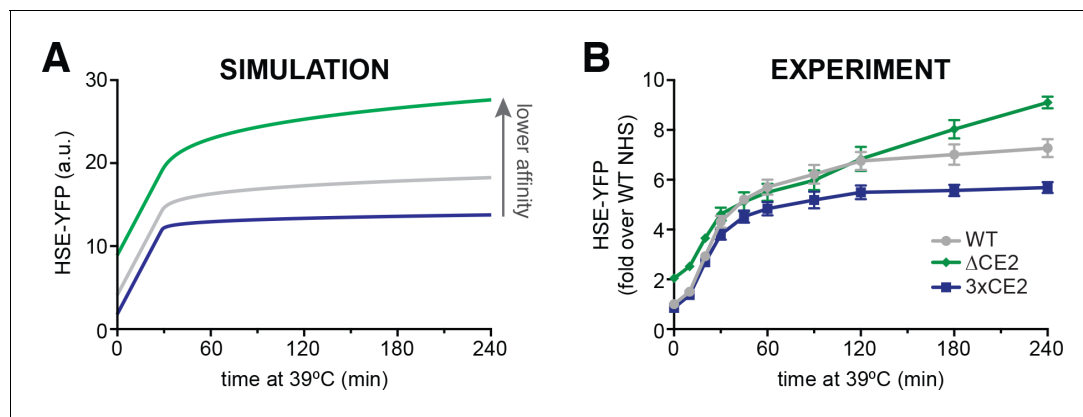 A
SIMULATION
HSE-YFP (a.u.)
30
20
10
0
0
60
120
180
240
time at 39ºC (min)
lower affinity
B
EXPERIMENT
HSE-YFP
(fold over WT NHS)
10
8
6
4
2
0
WT
ΔCE2
3xCE2
0
60
120
180
240
time at 39ºC (min)